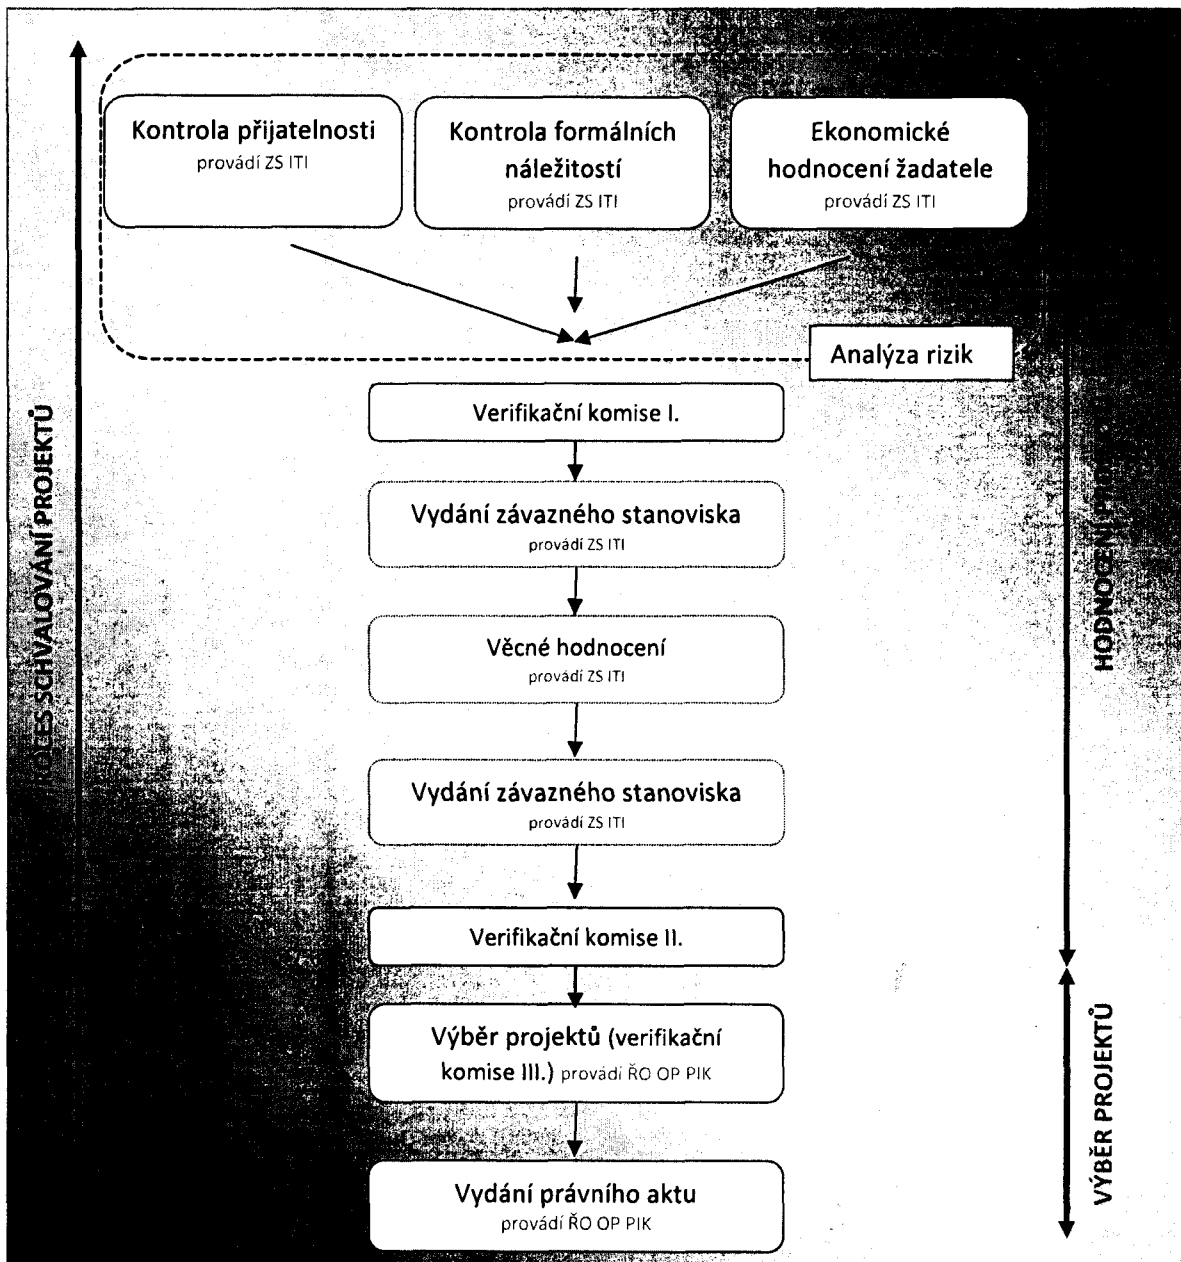 Kontrola přijatelnosti
provádí ZS ITI
Kontrola formálních
náležitostí
provádí ZS ITI
Ekonomické
hodnocení žadatele
provádí ZS ITI
Analýza rizik
Verifikační komise I.
Vydání závazného stanoviska
provádí ZS ITI
Věcné hodnocení
provádí ZS ITI
Vydání závazného stanoviska
provádí ZS ITI
Verifikační komise II.
Výběr projektů (verifikační
komise III.) provádí ŘO OP PIK
Vydání právního aktu
provádí ŘO OP PIK
SCHVALOVÁNÍ PROJEKTŮ
HODNOCENÍ
VÝBĚR PROJEKTŮ